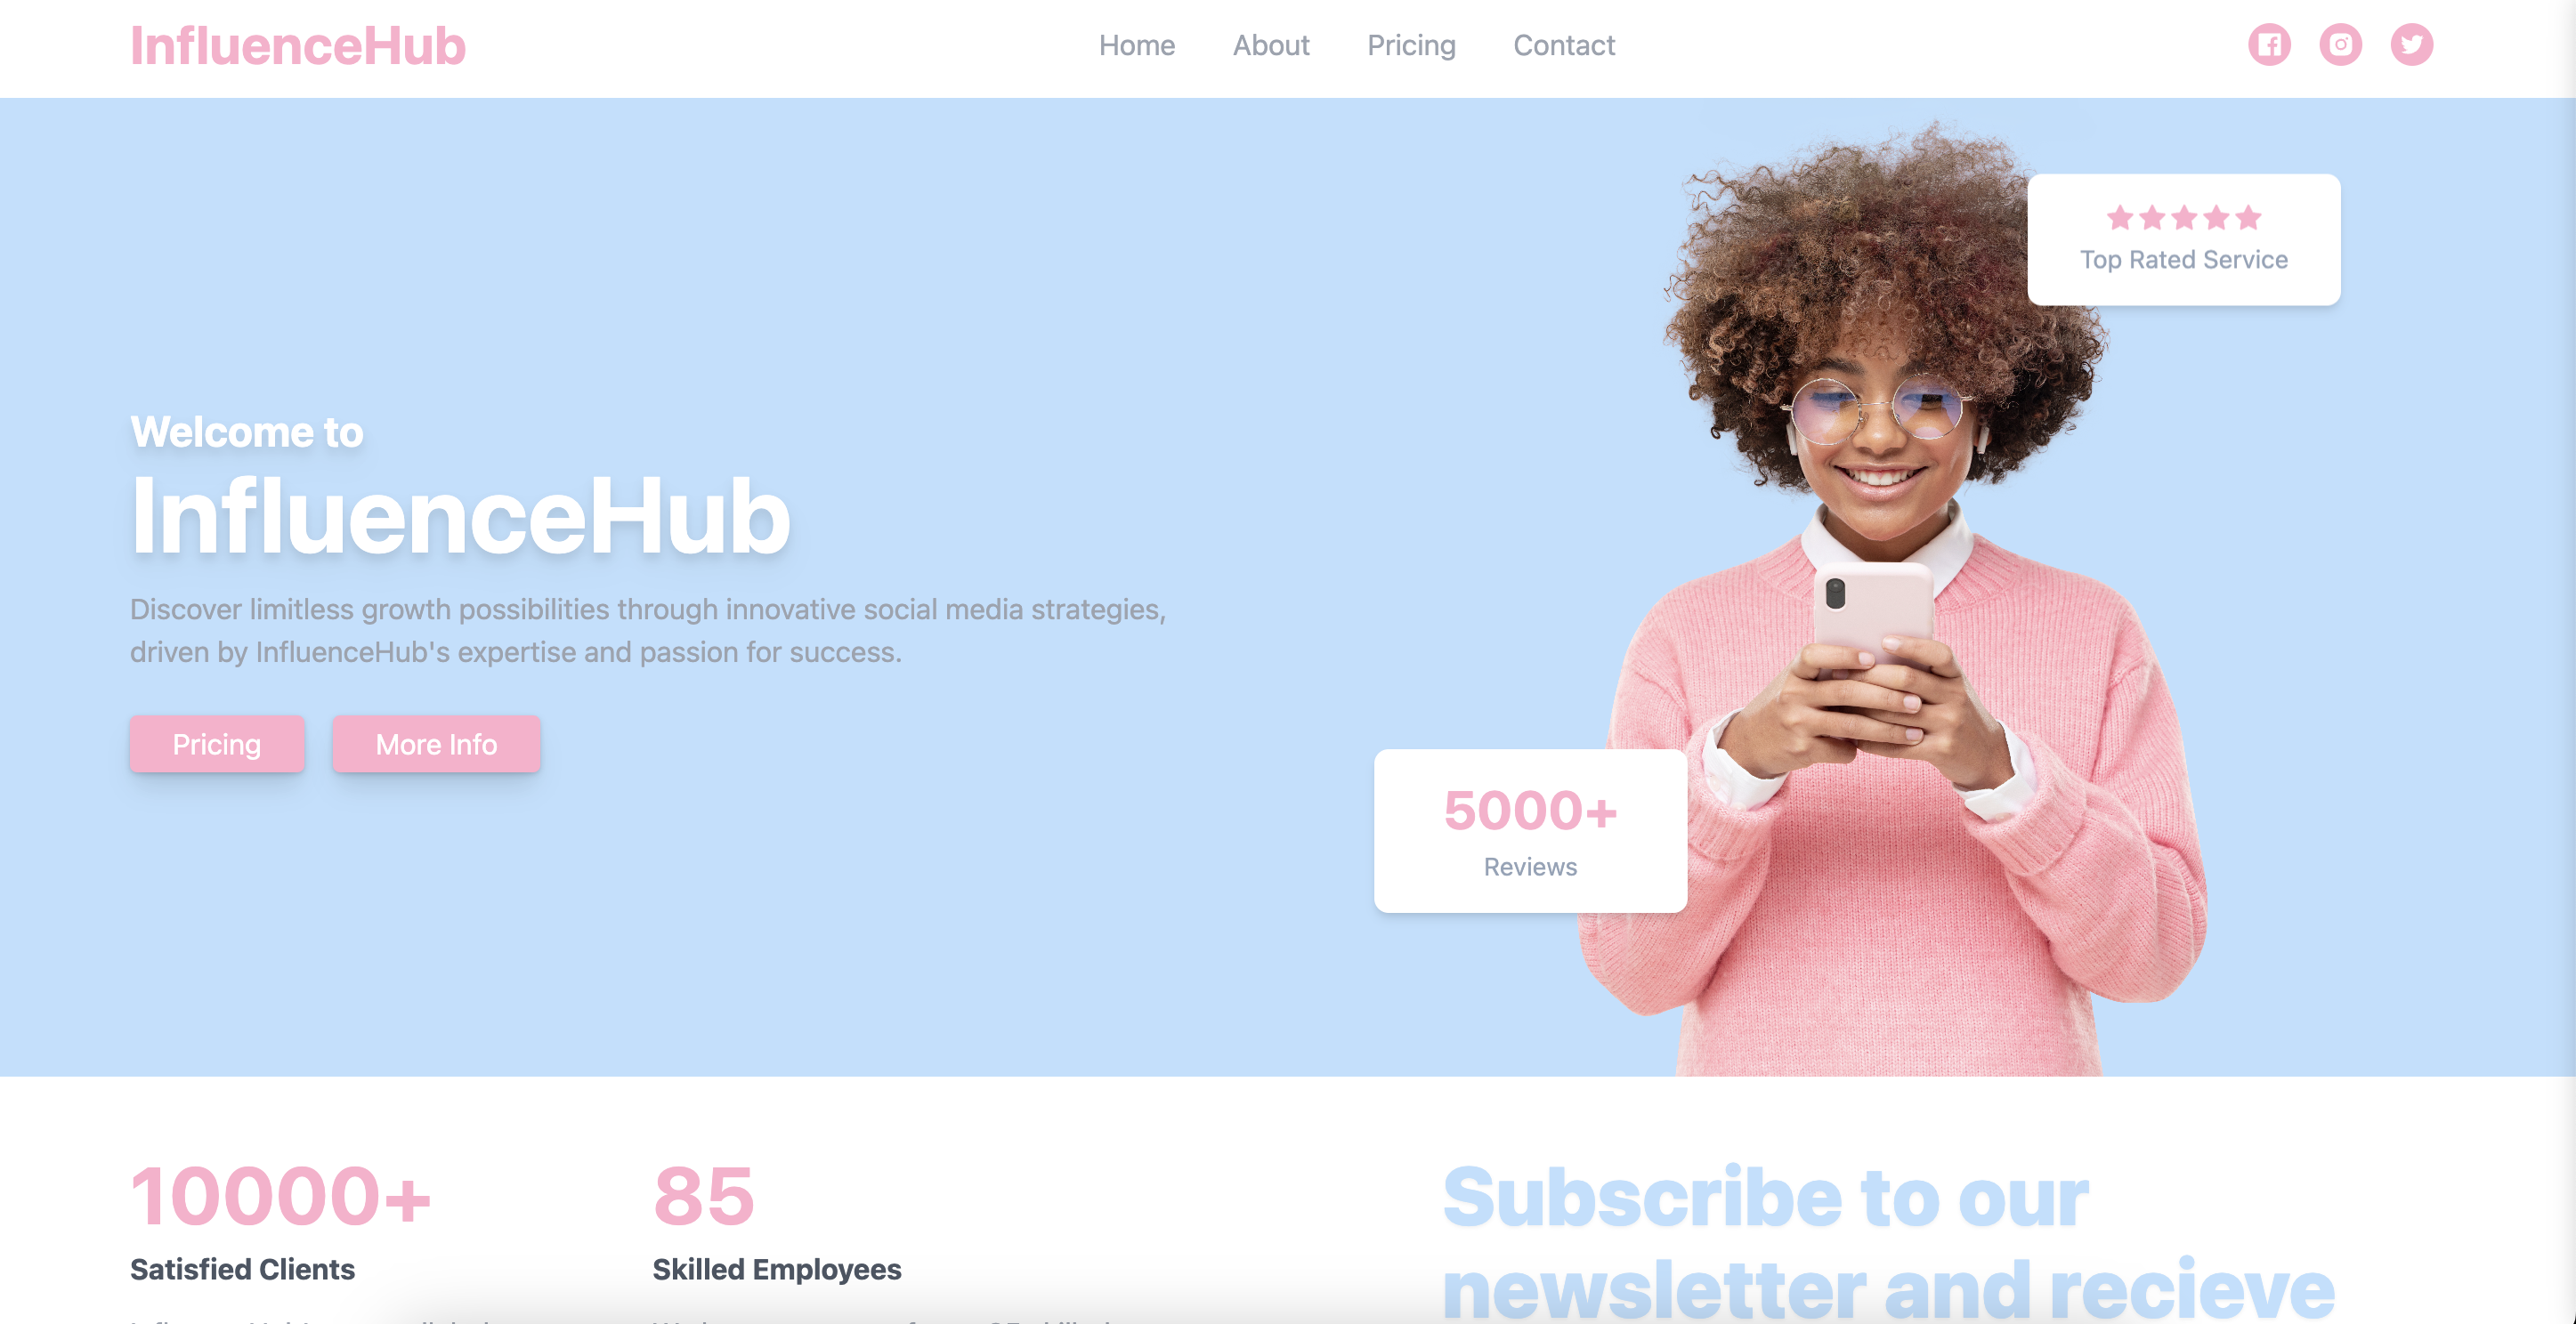 InfluenceHub
Home
About
Pricing
Contact
Welcome to
InfluenceHub
Discover limitless growth possibilities through innovative social media strategies,
driven by InfluenceHub's expertise and passion for success.
Pricing
More Info
Top Rated Service
5000+
Reviews
10000+
Satisfied Clients
85
Skilled Employees
Subscribe to our
newsletter and recieve